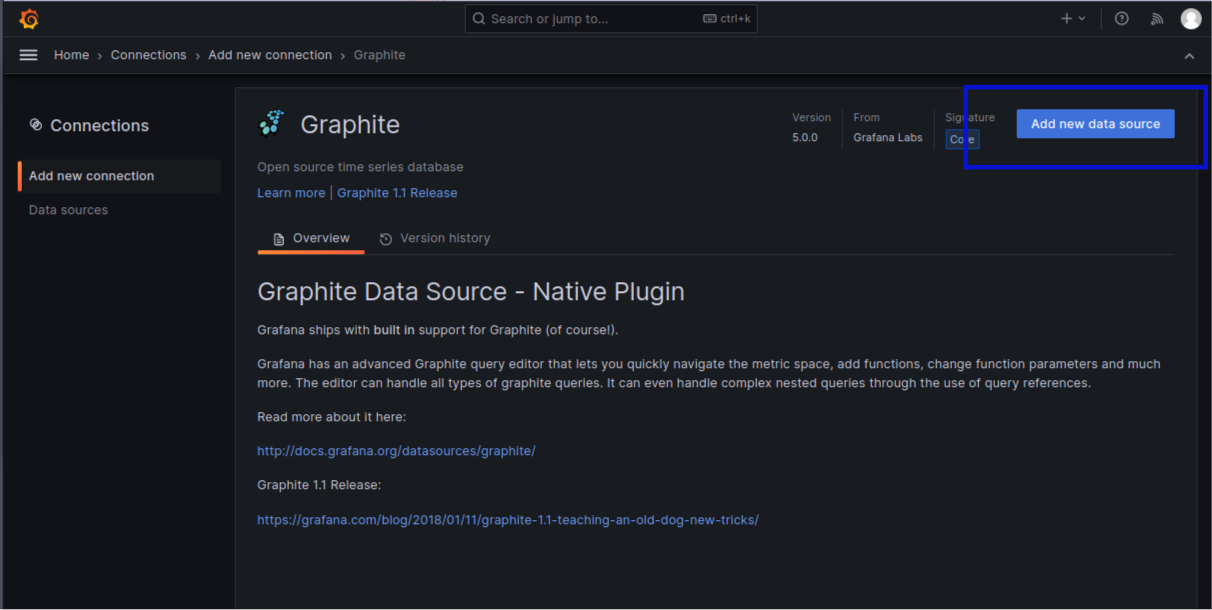 Search or jump to... ctrl+k
Home › Connections › Add new connection › Graphite
Connections
Add new connection
Data sources
Graphite
Version
5.0.0
From
Grafana Labs
Signature
Core
Add new data source
Open source time series database
Learn more | Graphite 1.1 Release
Overview Version history
Graphite Data Source - Native Plugin
Grafana ships with built in support for Graphite (of course!).
Grafana has an advanced Graphite query editor that lets you quickly navigate the metric space, add functions, change function parameters and much
more. The editor can handle all types of graphite queries. It can even handle complex nested queries through the use of query references.
Read more about it here:
http://docs.grafana.org/datasources/graphite/
Graphite 1.1 Release:
https://grafana.com/blog/2018/01/11/graphite-1.1-teaching-an-old-dog-new-tricks/